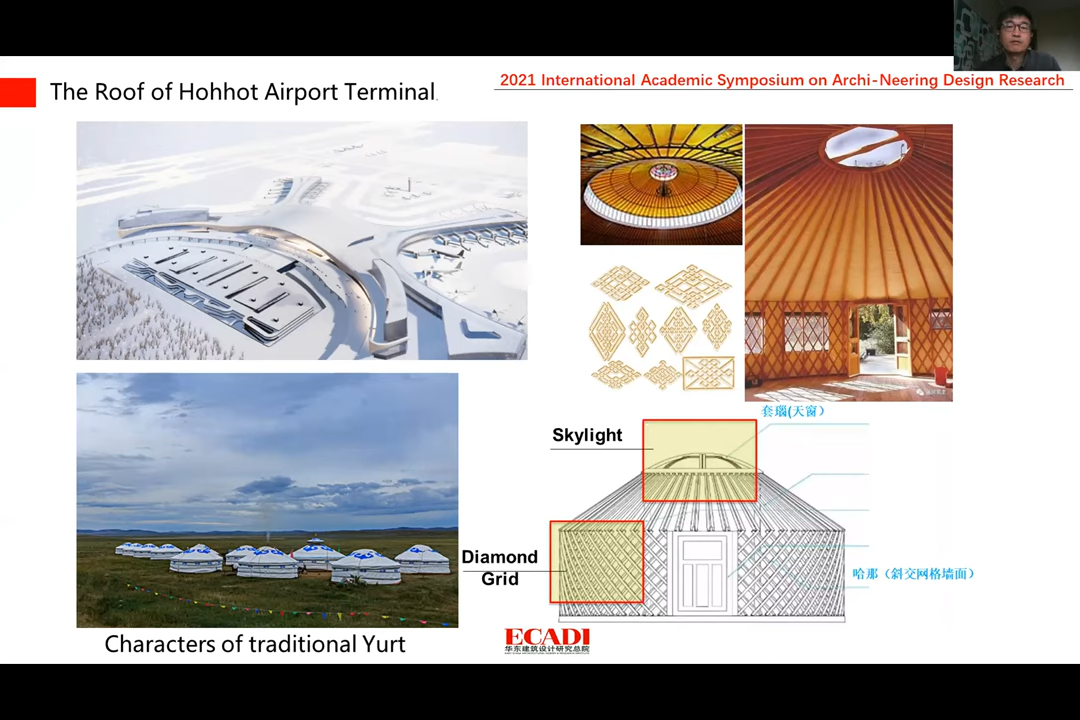 2021 International Academic Symposium on Archi-Neering Design Research
The Roof of Hohhot Airport Terminal.
套瑙(天窗）
Skylight
Diamond
Grid
哈那（斜交网格墙面）
ECADI
华东建筑设计研究总院
Characters of traditional Yurt